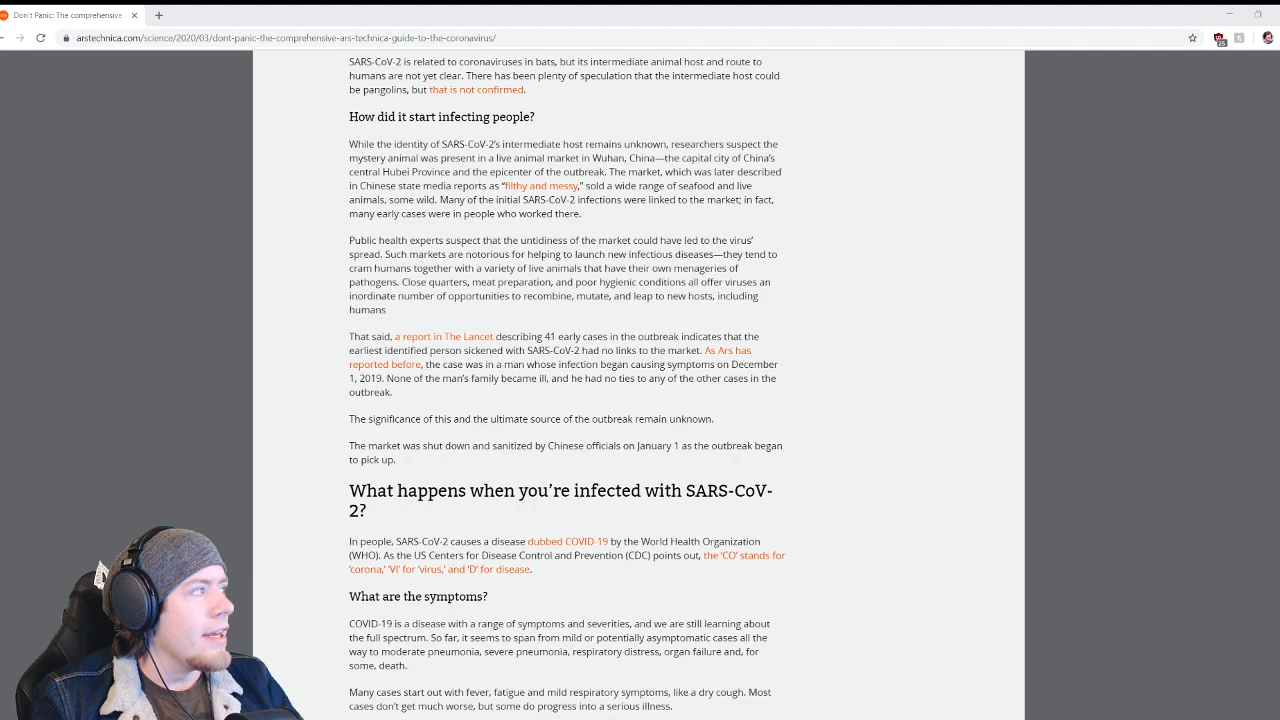 Don't Panic: The comprehensive
arstechnica.com/science/2020/03/dont-panic-the-comprehensive-ars-technica-guide-to-the-coronavirus/
25
SARS-CoV-2 is related to coronaviruses in bats, but its intermediate animal host and route to
humans are not yet clear. There has been plenty of speculation that the intermediate host could
be pangolins, but that is not confirmed.
How did it start infecting people?
While the identity of SARS-CoV-2's intermediate host remains unknown, researchers suspect the
mystery animal was present in a live animal market in Wuhan, China—the capital city of China's
central Hubei Province and the epicenter of the outbreak. The market, which was later described
in Chinese state media reports as “filthy and messy,” sold a wide range of seafood and live
animals, some wild. Many of the initial SARS-CoV-2 infections were linked to the market; in fact,
many early cases were in people who worked there.
Public health experts suspect that the untidiness of the market could have led to the virus'
spread. Such markets are notorious for helping to launch new infectious diseases—they tend to
cram humans together with a variety of live animals that have their own menageries of
pathogens. Close quarters, meat preparation, and poor hygienic conditions all offer viruses an
inordinate number of opportunities to recombine, mutate, and leap to new hosts, including
humans
That said, a report in The Lancet describing 41 early cases in the outbreak indicates that the
earliest identified person sickened with SARS-CoV-2 had no links to the market. As Ars has
reported before, the case was in a man whose infection began causing symptoms on December
1, 2019. None of the man's family became ill, and he had no ties to any of the other cases in the
outbreak.
The significance of this and the ultimate source of the outbreak remain unknown.
The market was shut down and sanitized by Chinese officials on January 1 as the outbreak began
to pick up.
What happens when you're infected with SARS-CoV-
2?
In people, SARS-CoV-2 causes a disease dubbed COVID-19 by the World Health Organization
(WHO). As the US Centers for Disease Control and Prevention (CDC) points out, the ‘CO’ stands for
‘corona,’ ‘VI’ for ‘virus,’ and ‘D’ for disease.
What are the symptoms?
COVID-19 is a disease with a range of symptoms and severities, and we are still learning about
the full spectrum. So far, it seems to span from mild or potentially asymptomatic cases all the
way to moderate pneumonia, severe pneumonia, respiratory distress, organ failure and, for
some, death.
Many cases start out with fever, fatigue and mild respiratory symptoms, like a dry cough. Most
cases don't get much worse, but some do progress into a serious illness.